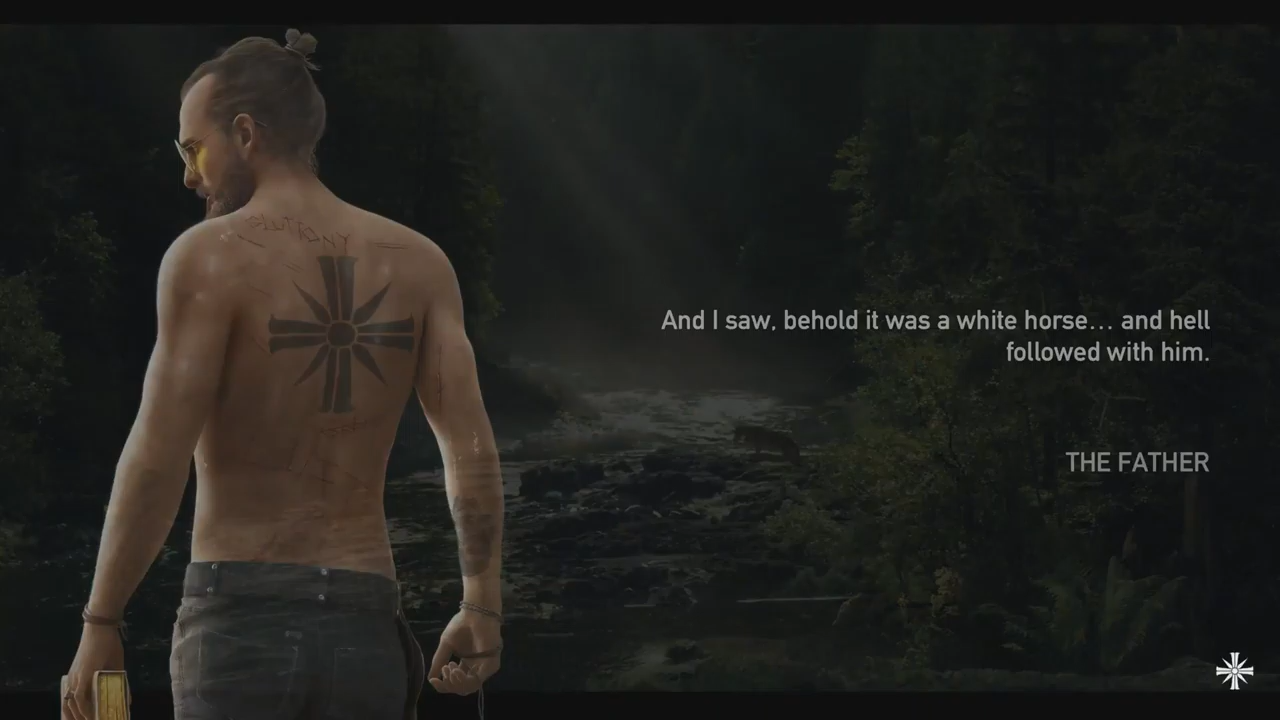 GLUTTONY
And I saw, behold it was a white horse... and hell
followed with him.
THE FATHER